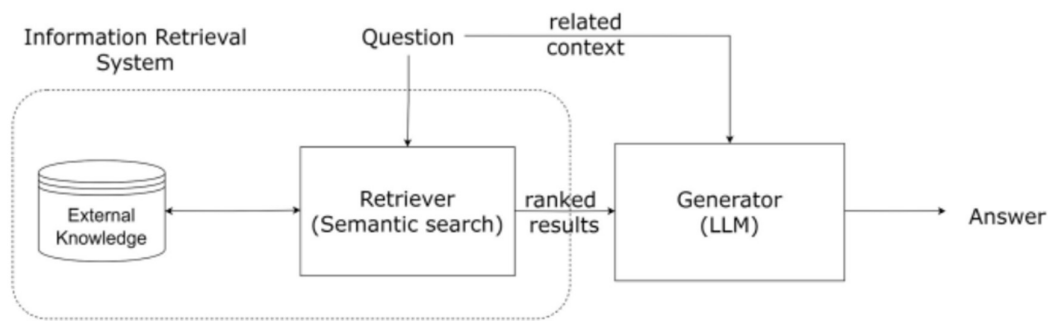 Information Retrieval
System
Question
related
context
External
Knowledge
Retriever
(Semantic search)
ranked
results
Generator
(LLM)
Answer